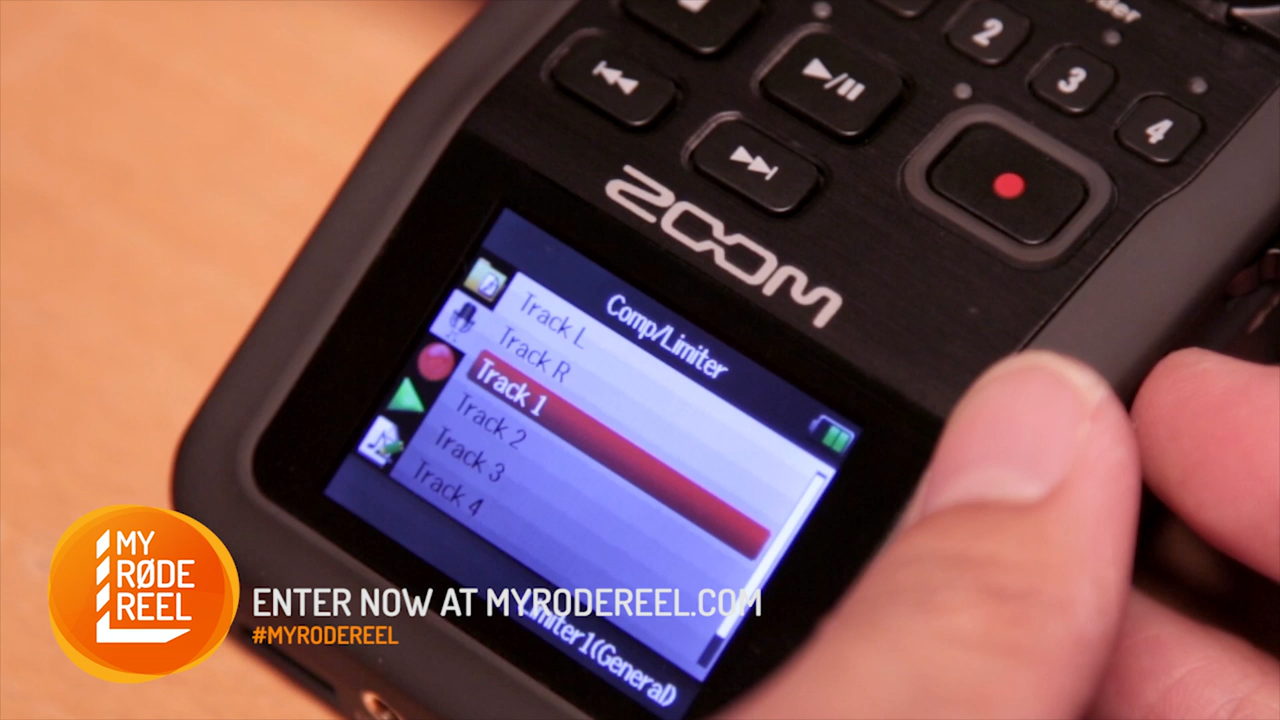 2
3
4
ZOOM
Comp/Limiter
Track L
Track R
Track 1
Track 2
Track 3
Track 4
Limiter1(General)
MY
RØDE
REEL
ENTER NOW AT MYRODEREEL.COM
#MYRODEREEL